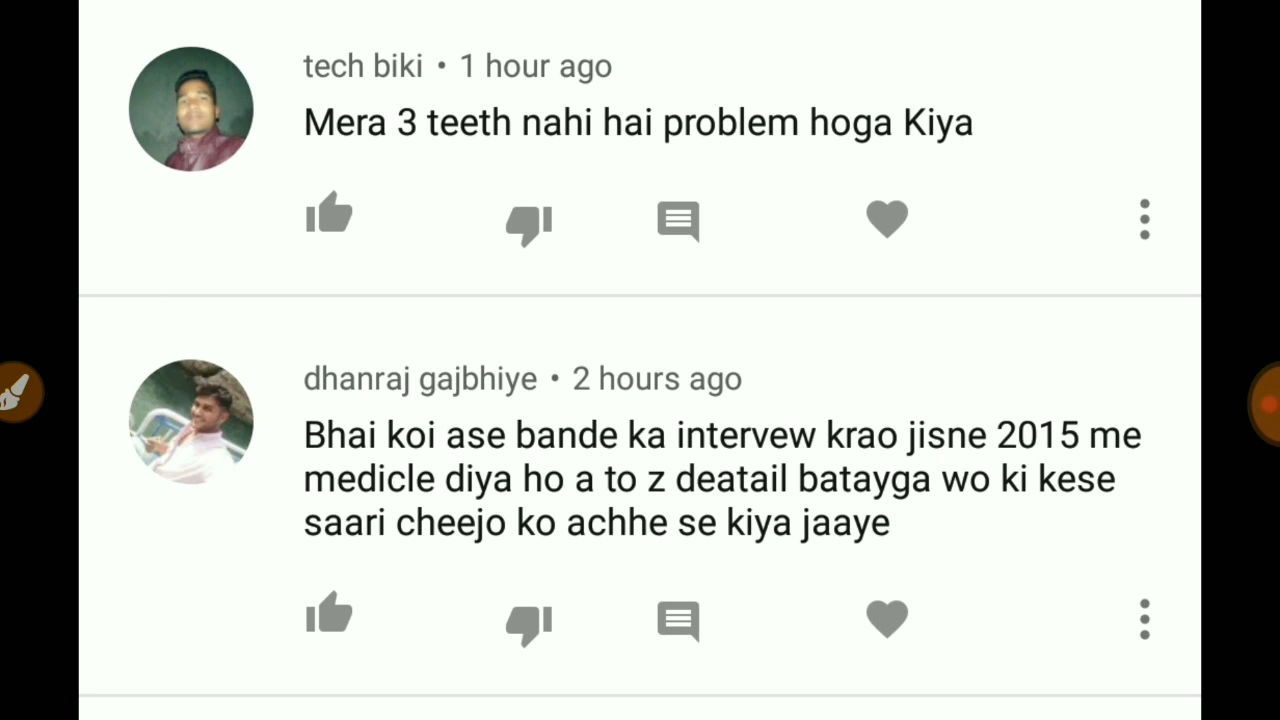 tech biki • 1 hour ago
Mera 3 teeth nahi hai problem hoga Kiya
dhanraj gajbhiye • 2 hours ago
Bhai koi ase bande ka intervew krao jisne 2015 me
medicle diya ho a to z deatail batayga wo ki kese
saari cheejo ko achhe se kiya jaaye